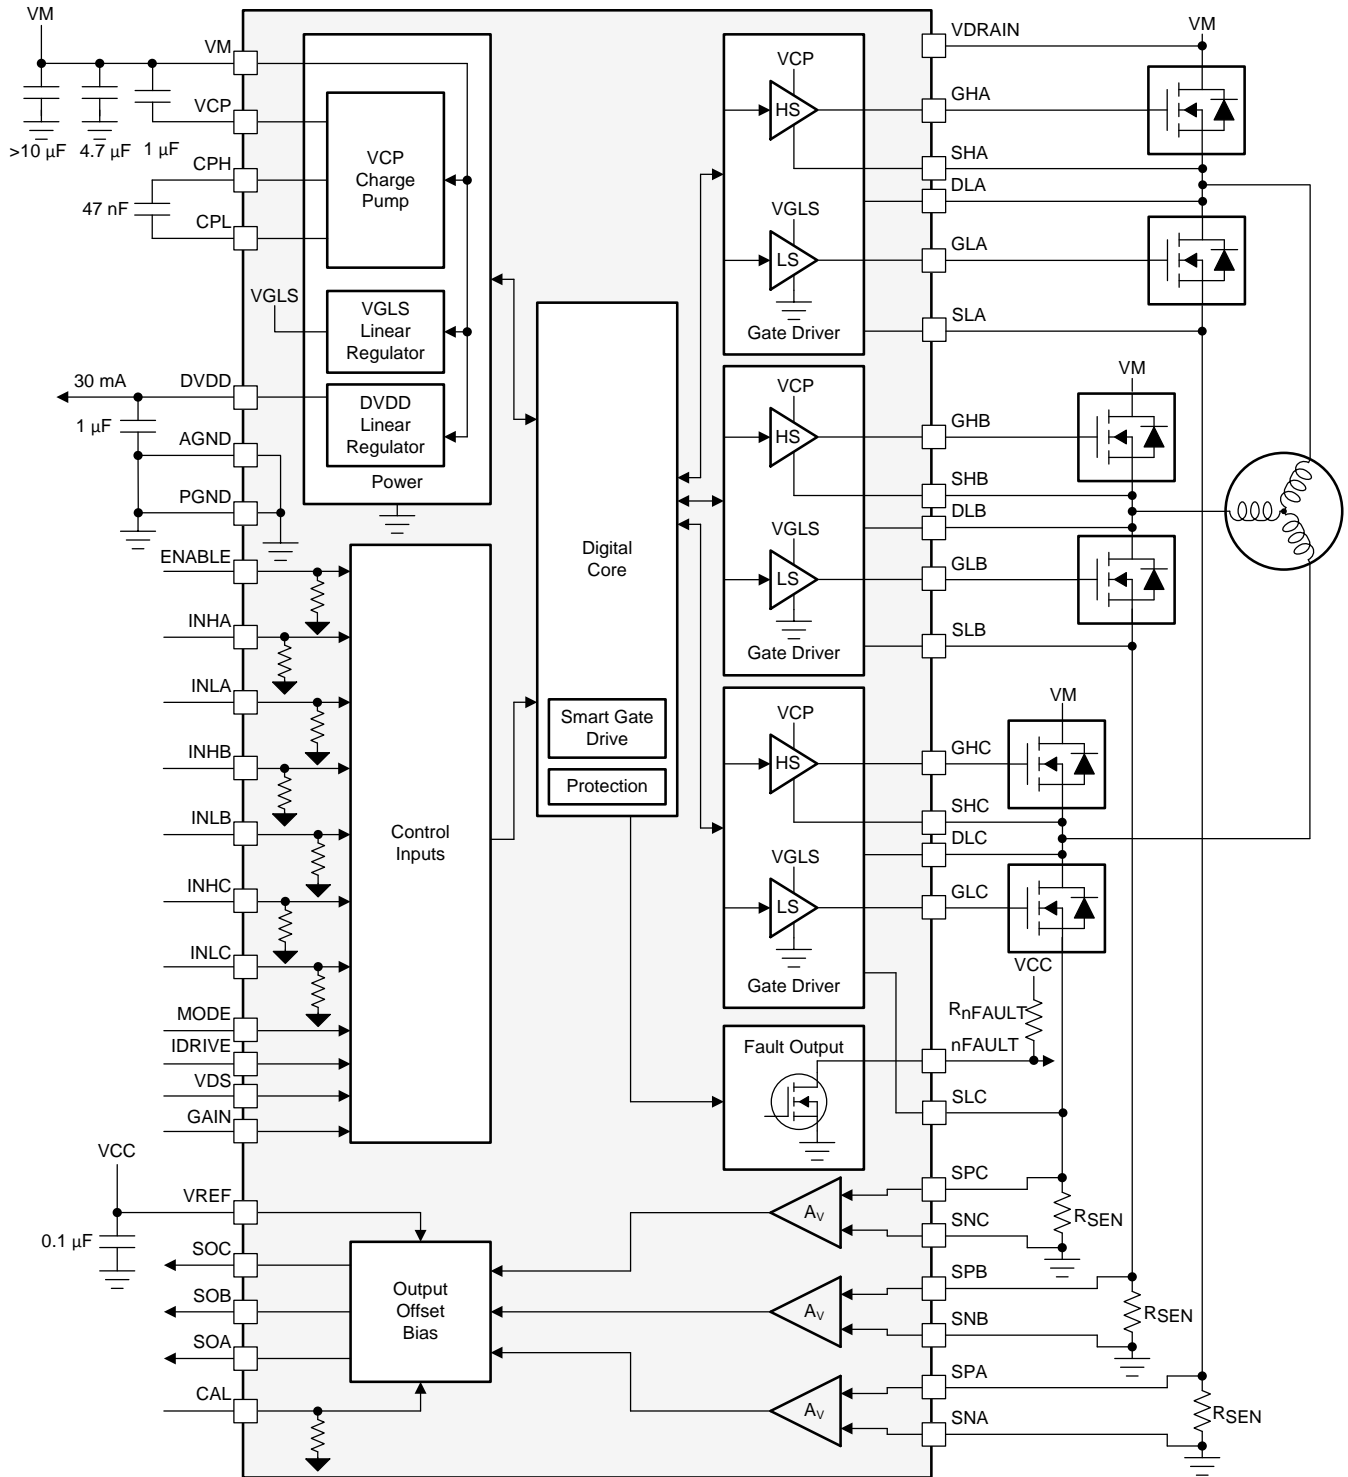 VM
VM
VCP
>10 µF
4.7 µF
1 µF
CPH
47 nF
CPL
VCP
Charge
Pump
VGLS
VGLS
Linear
Regulator
30 mA
DVDD
1 µF
DVDD
Linear
Regulator
AGND
PGND
Power
ENABLE
INHA
INLA
INHB
INLB
INHC
INLC
MODE
IDRIVE
VDS
GAIN
Control
Inputs
Digital
Core
Smart Gate
Drive
Protection
VCP
HS
VGLS
LS
Gate Driver
VCP
HS
VGLS
LS
Gate Driver
VCP
HS
VGLS
LS
Gate Driver
Fault Output
VDRAIN
VM
GHA
SHA
DLA
GLA
SLA
VM
GHB
SHB
DLB
GLB
SLB
VM
GHC
SHC
DLC
GLC
VCC
RnFAULT
nFAULT
SLC
VCC
VREF
0.1 µF
SOC
SOB
SOA
CAL
Output
Offset
Bias
AV
AV
AV
SPC
SNC
RSEN
SPB
SNB
RSEN
SPA
SNA
RSEN